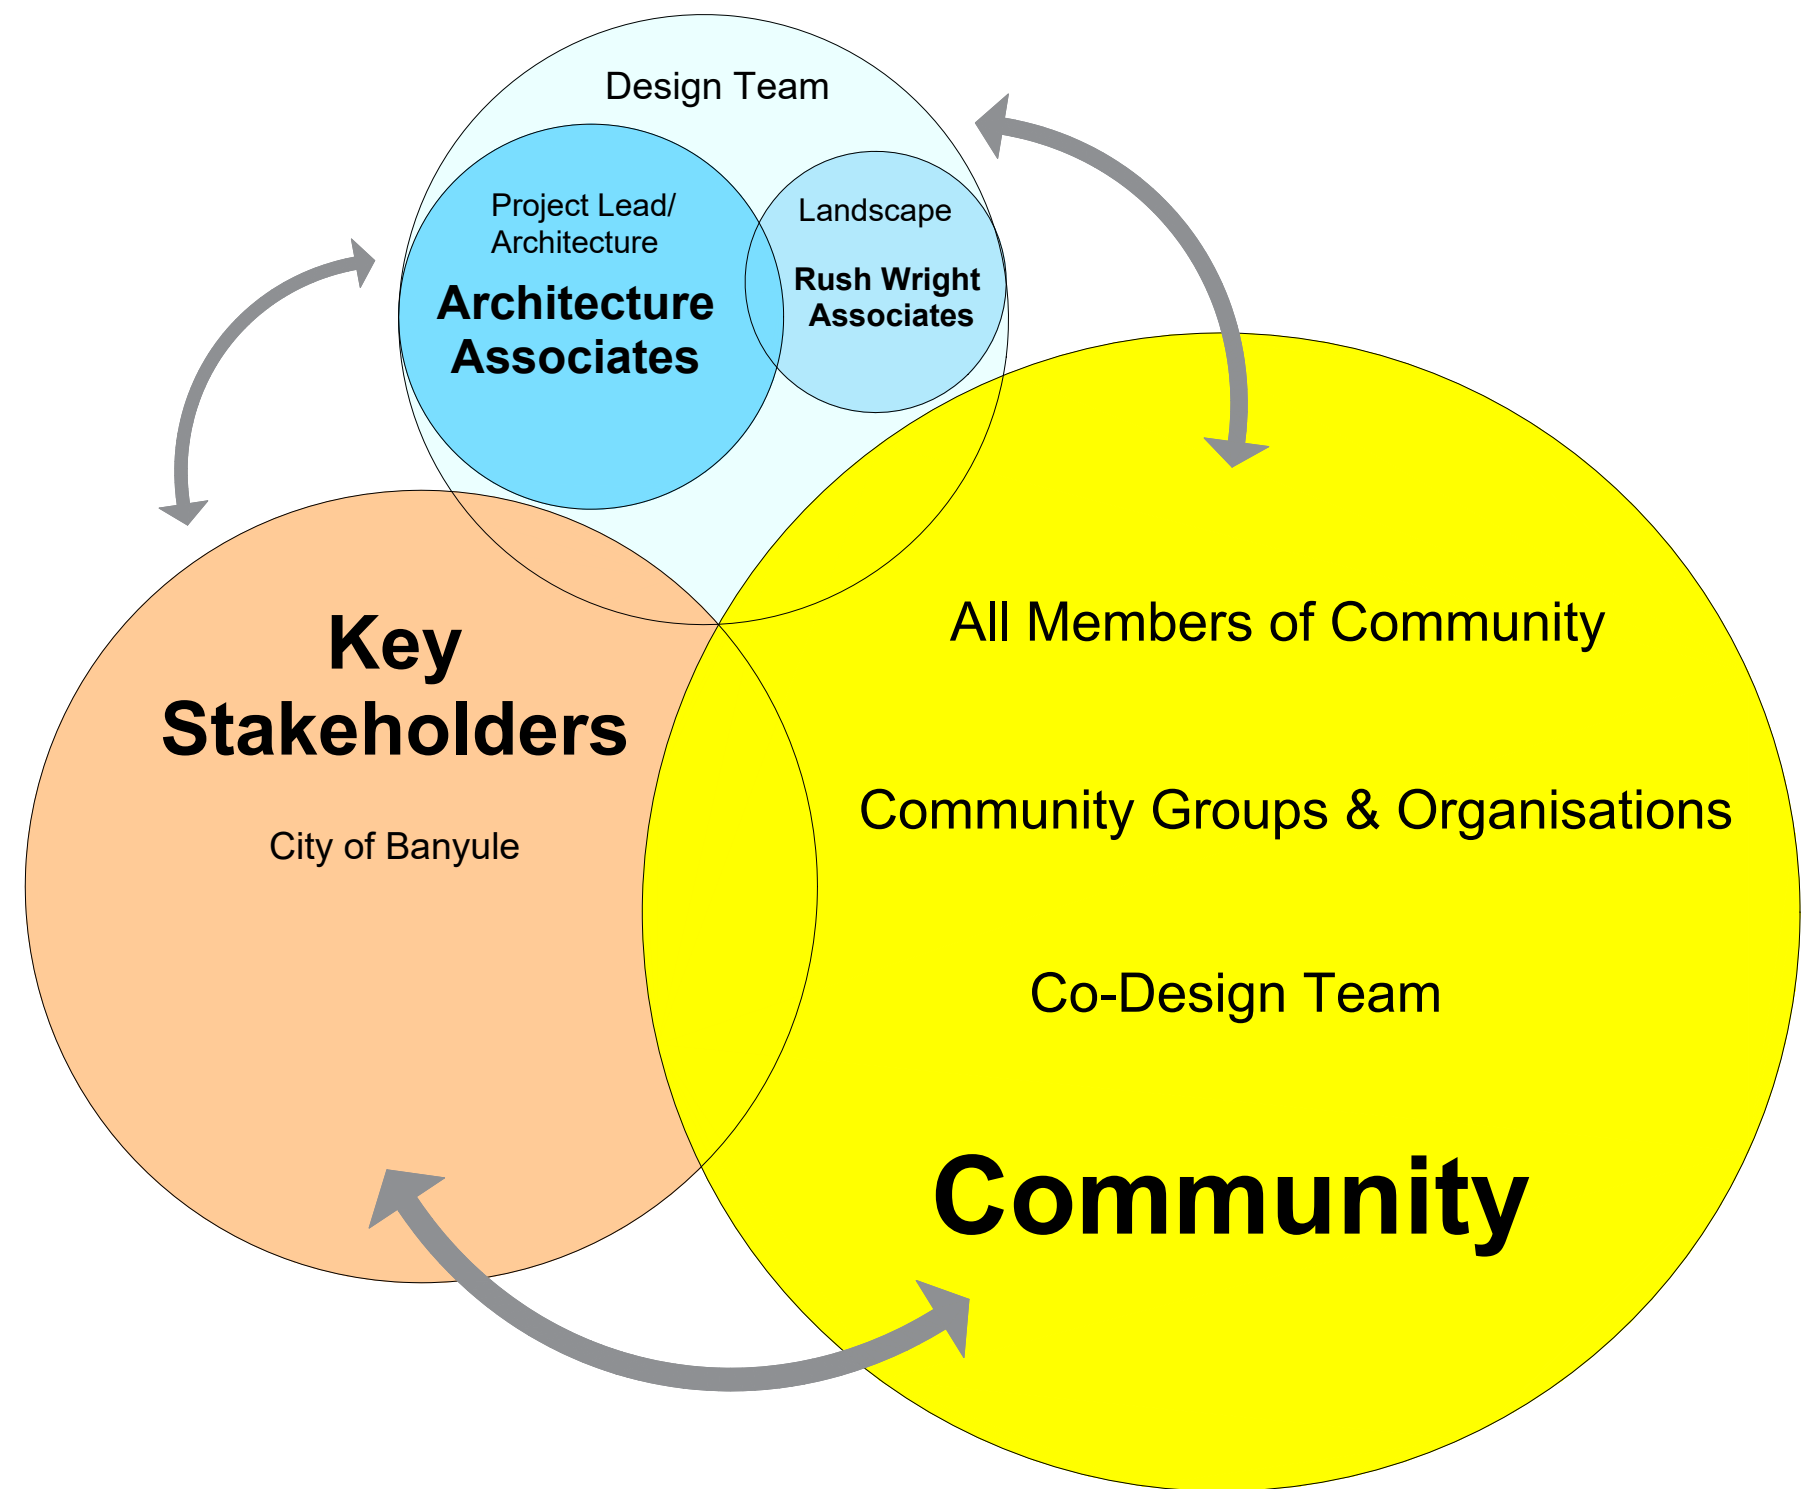 Design Team
Project Lead/
Architecture
Architecture
Associates
Landscape
Rush Wright
Associates
Key
Stakeholders
City of Banyule
All Members of Community
Community Groups & Organisations
Co-Design Team
Community